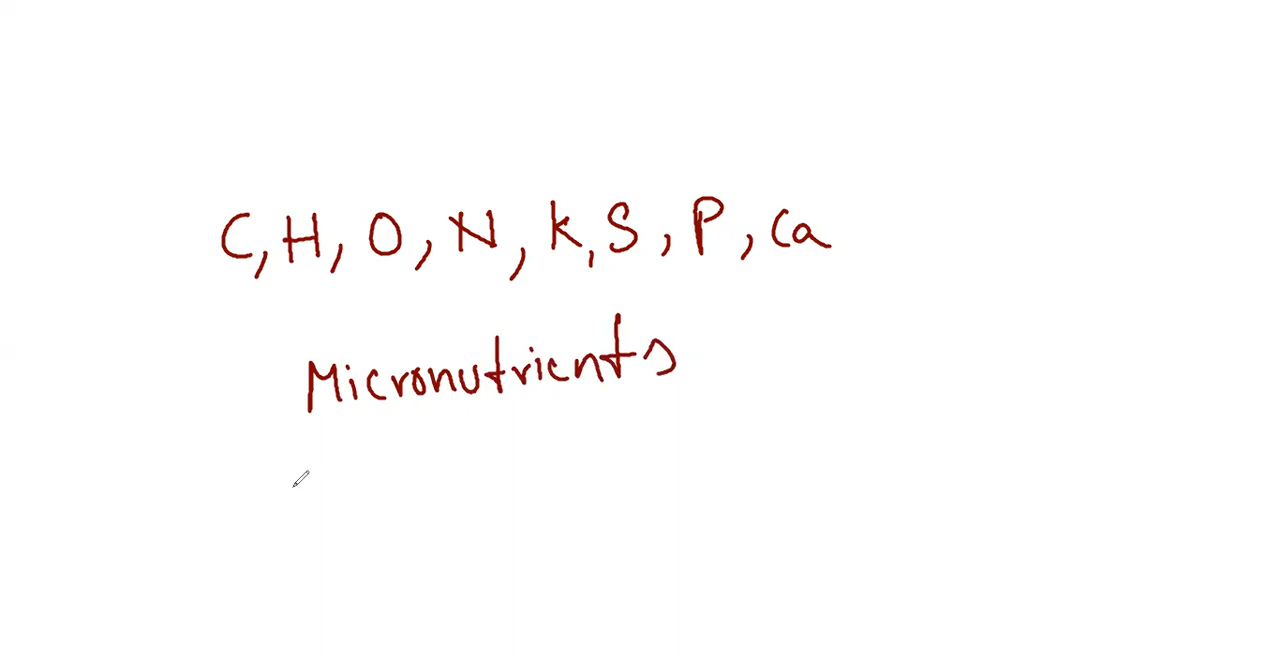 C, H, O, N, K, S, P, Ca
Micronutrients